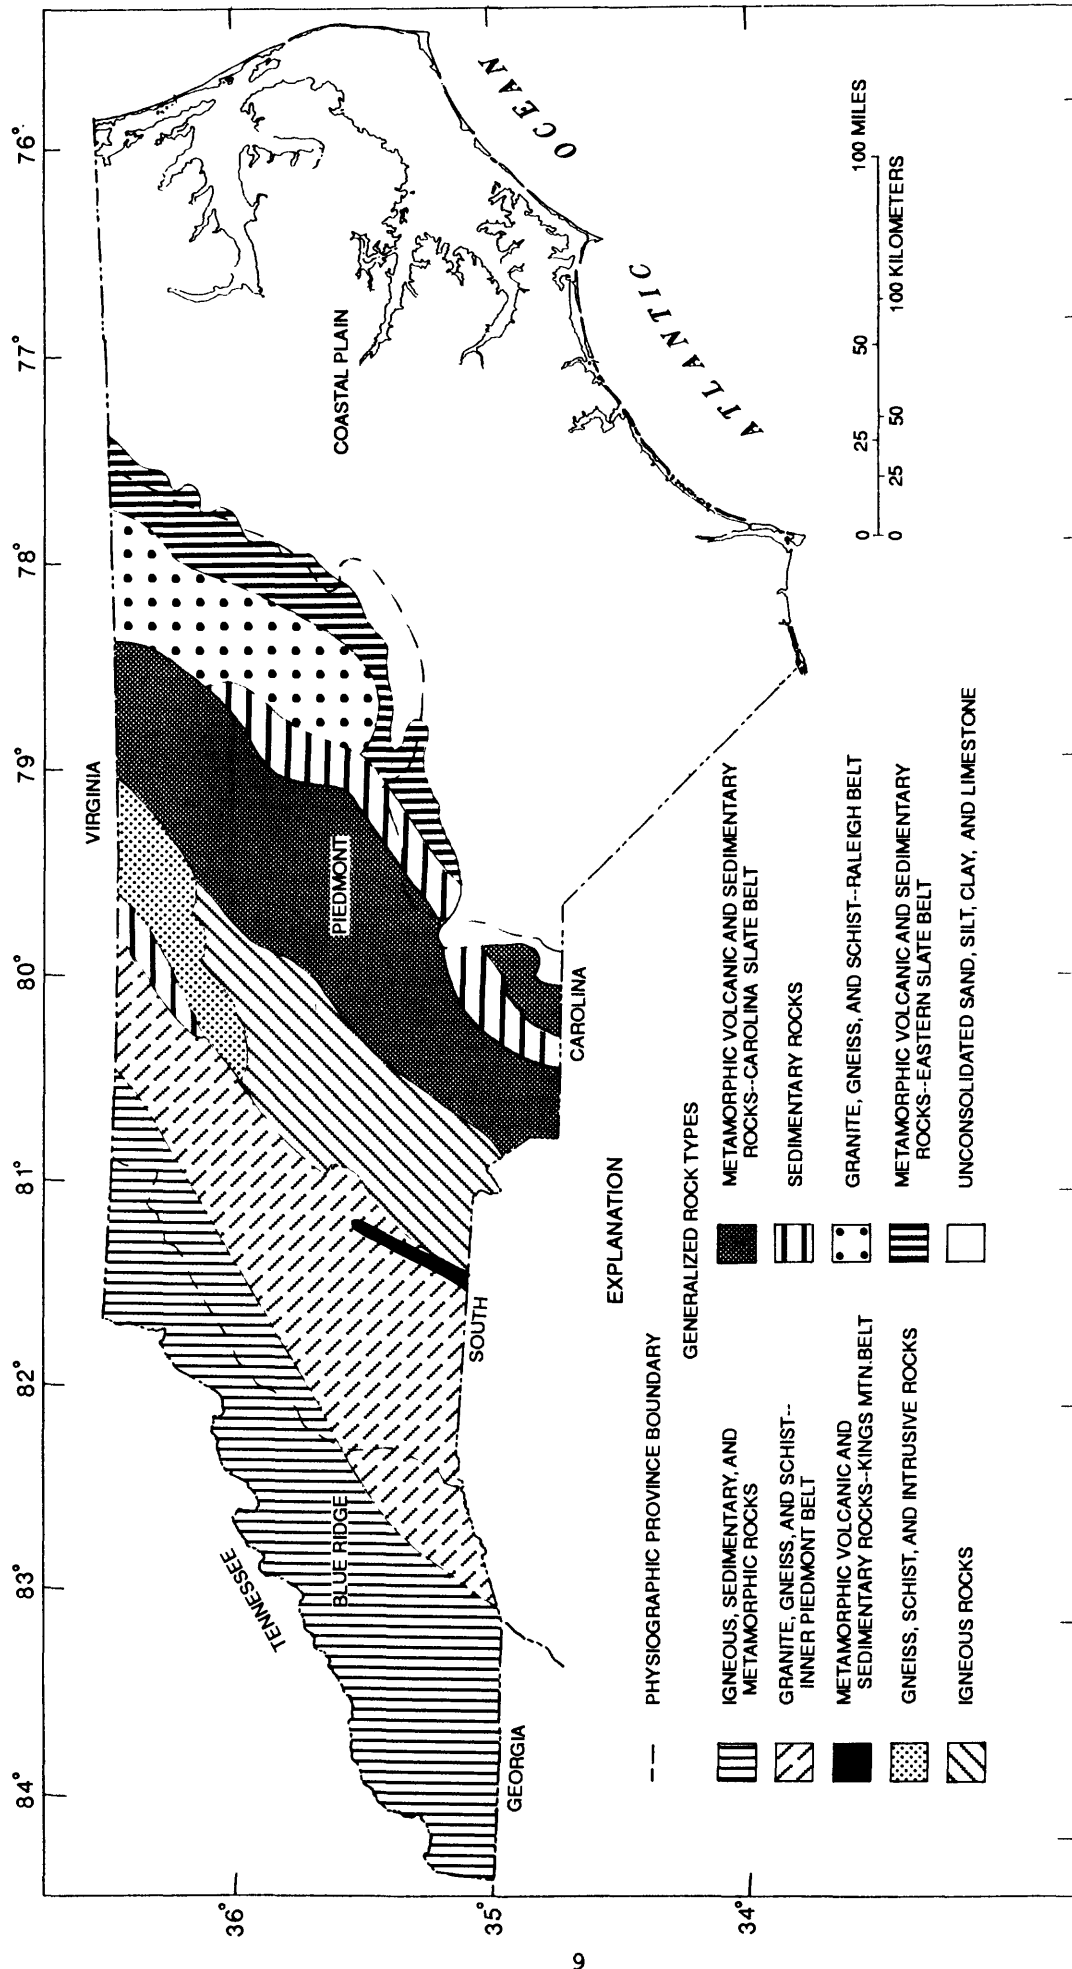 84°
83°
82°
81°
80°
79°
78°
77°
76°
36°
35°
34°
VIRGINIA
TENNESSEE
BLUE RIDGE
PIEDMONT
COASTAL PLAIN
GEORGIA
SOUTH
CAROLINA
ATLANTIC
OCEAN
0 25 50 100 MILES
0 25 50 100 KILOMETERS
EXPLANATION
PHYSIOGRAPHIC PROVINCE BOUNDARY
GENERALIZED ROCK TYPES
IGNEOUS, SEDIMENTARY, AND
METAMORPHIC ROCKS
GRANITE, GNEISS, AND SCHIST--
INNER PIEDMONT BELT
METAMORPHIC VOLCANIC AND
SEDIMENTARY ROCKS--KINGS MTN.BELT
GNEISS, SCHIST, AND INTRUSIVE ROCKS
IGNEOUS ROCKS
METAMORPHIC VOLCANIC AND SEDIMENTARY
ROCKS--CAROLINA SLATE BELT
SEDIMENTARY ROCKS
GRANITE, GNEISS, AND SCHIST--RALEIGH BELT
METAMORPHIC VOLCANIC AND SEDIMENTARY
ROCKS--EASTERN SLATE BELT
UNCONSOLIDATED SAND, SILT, CLAY, AND LIMESTONE
9